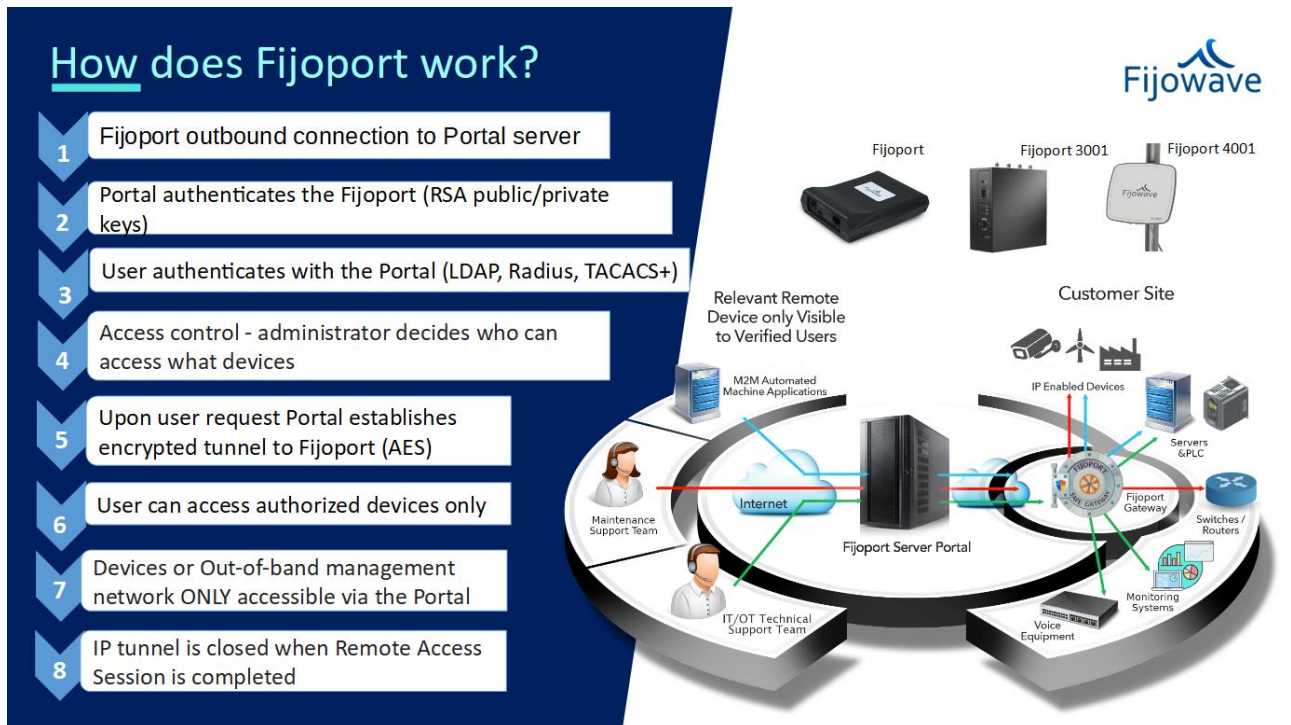 How does Fijoport work?
1
Fijoport outbound connection to Portal server
2
Portal authenticates the Fijoport (RSA public/private
keys)
3
User authenticates with the Portal (LDAP, Radius, TACACS+)
4
Access control - administrator decides who can
access what devices
5
Upon user request Portal establishes
encrypted tunnel to Fijoport (AES)
6
User can access authorized devices only
7
Devices or Out-of-band management
network ONLY accessible via the Portal
8
IP tunnel is closed when Remote Access
Session is completed
Fijowave
Fijoport
Fijoport 3001
Fijoport 4001
Fijowave
Relevant Remote
Device only Visible
to Verified Users
Customer Site
M2M Automated
Machine Applications
IP Enabled Devices
Servers
&PLC
Maintenance
Support Team
Internet
Fijoport Server Portal
FIJOPORT
SAFE GATEWAY
Fijoport
Gateway
Switches /
Routers
IT/OT Technical
Support Team
Monitoring
Systems
Voice
Equipment